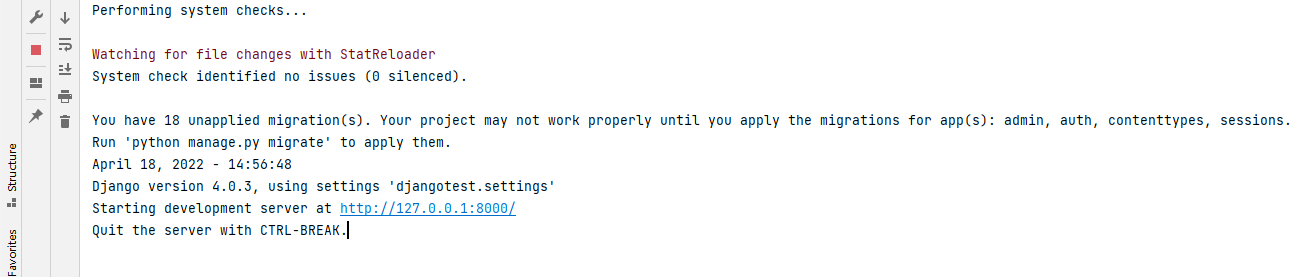 Performing system checks...
Watching for file changes with StatReloader
System check identified no issues (0 silenced).
You have 18 unapplied migration(s). Your project may not work properly until you apply the migrations for app(s): admin, auth, contenttypes, sessions.
Run 'python manage.py migrate' to apply them.
April 18, 2022 - 14:56:48
Django version 4.0.3, using settings 'djangotest.settings'
Starting development server at http://127.0.0.1:8000/
Quit the server with CTRL-BREAK.
Structure
Favorites